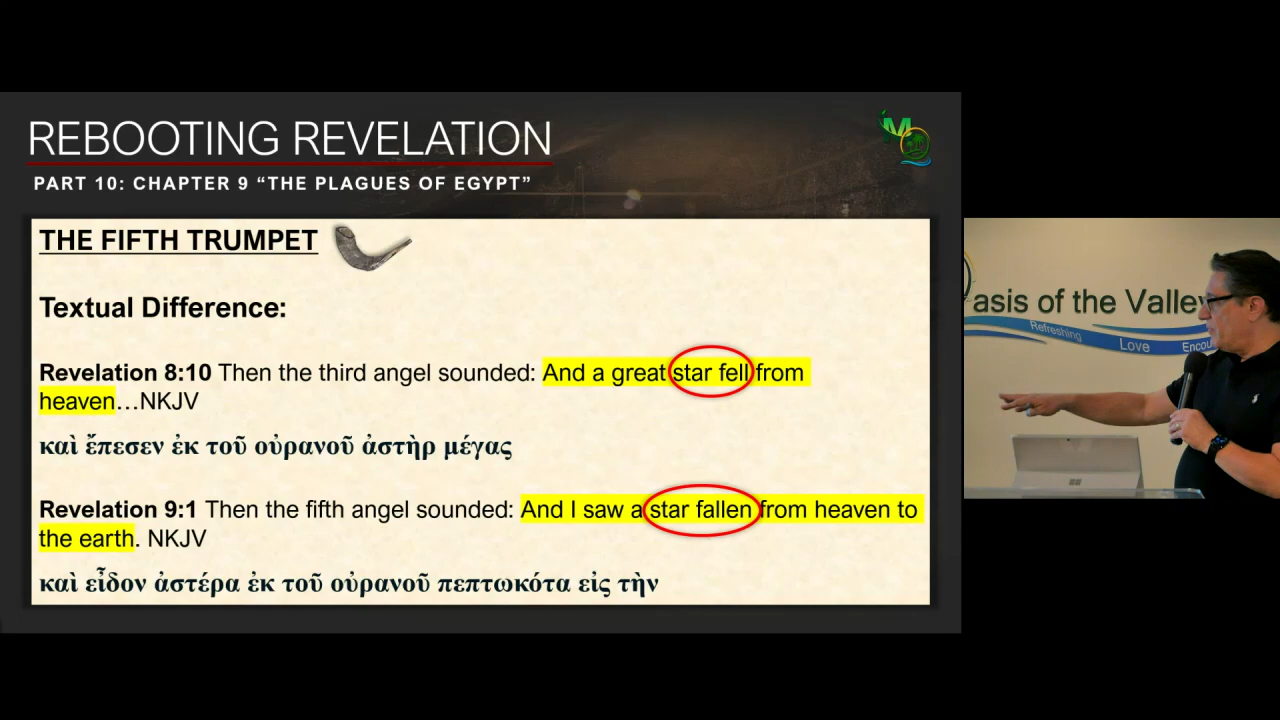 REBOOTING REVELATION
PART 10: CHAPTER 9 “THE PLAGUES OF EGYPT”
THE FIFTH TRUMPET
Textual Difference:
Revelation 8:10 Then the third angel sounded: And a great star fell from
heaven…NKJV
καὶ ἔπεσεν ἐκ τοῦ οὐρανοῦ ἀστὴρ μέγας
Revelation 9:1 Then the fifth angel sounded: And I saw a star fallen from heaven to
the earth. NKJV
καὶ εἶδον ἀστέρα ἐκ τοῦ οὐρανοῦ πεπτωκότα εἰς τὴν
MO
asis of the Valley
Refreshing
Love
Encou